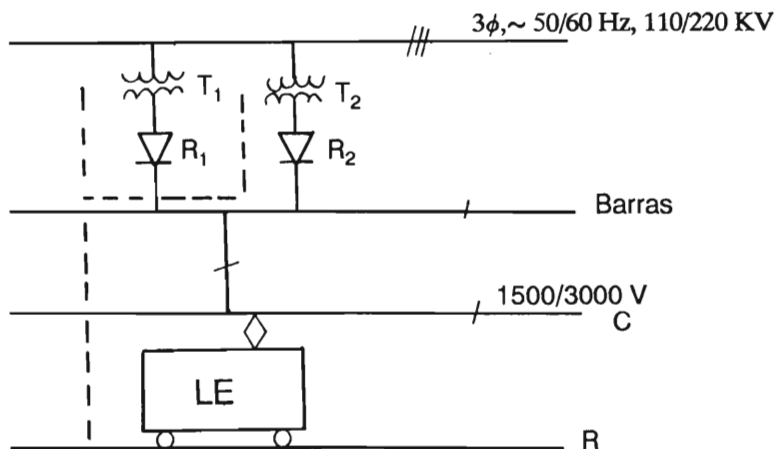 3ϕ,~ 50/60 Hz, 110/220 KV
T1
T2
R1
R2
Barras
1500/3000 V
C
LE
R